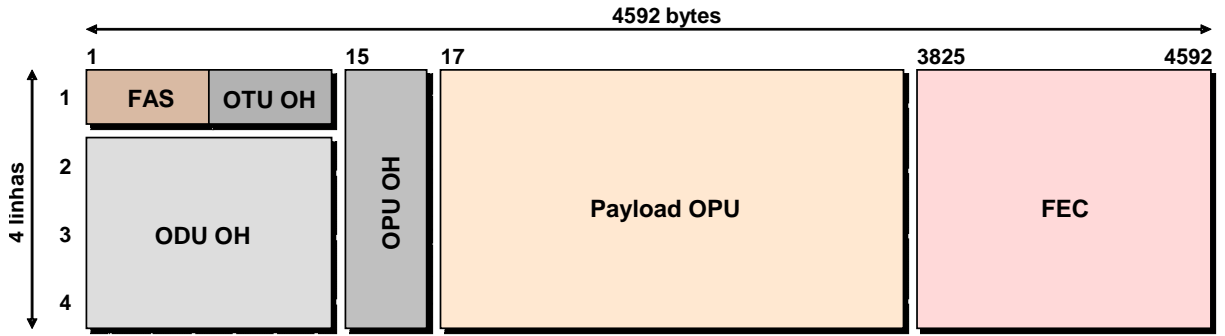 4592 bytes
1 15 17 3825 4592
1 FAS OTU OH
2
3
4
4 linhas
ODU OH
OPU OH
Payload OPU
FEC